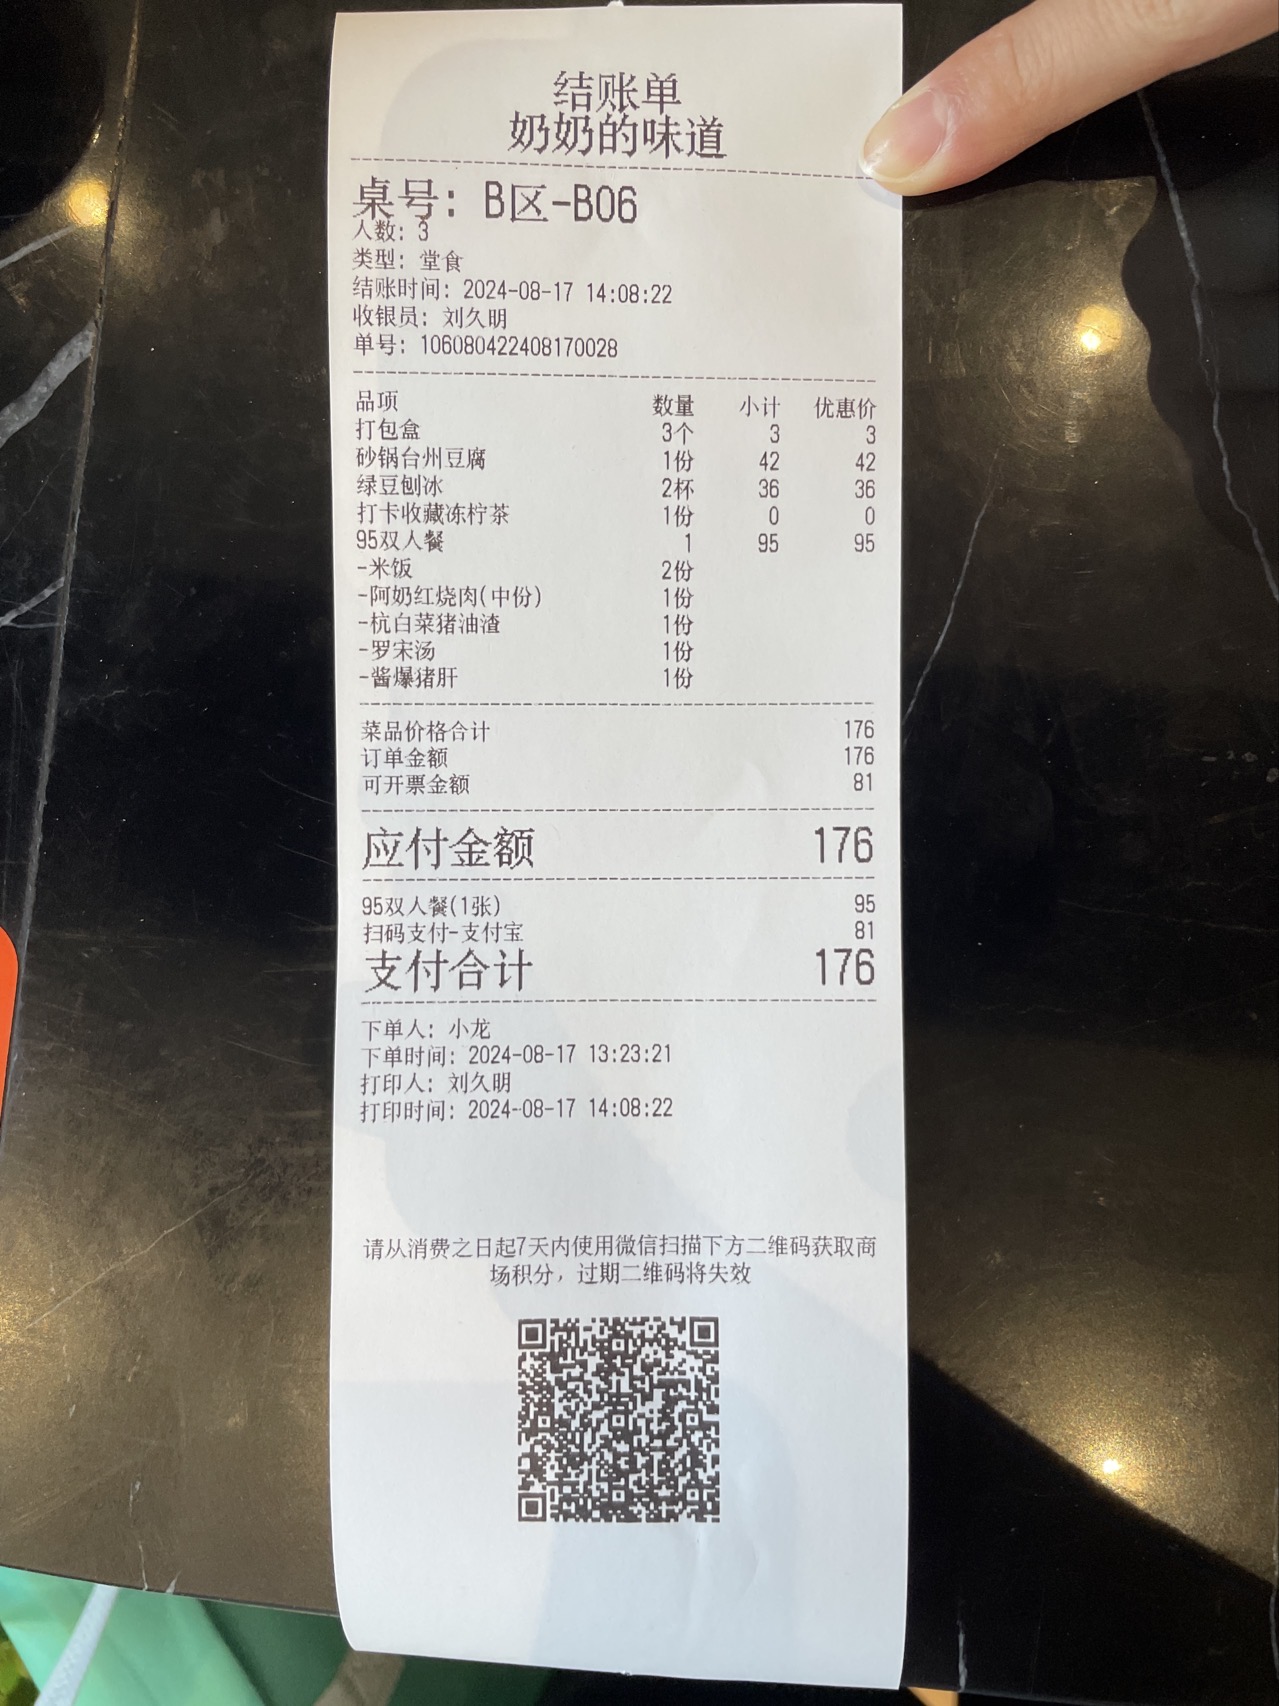 结账单
奶奶的味道
桌号: B区-B06
人数: 3
类型: 堂食
结账时间: 2024-08-17 14:08:22
收银员: 刘久明
单号: 106080422408170028
品项 数量 小计 优惠价
打包盒 3个 3 3
砂锅台州豆腐 1份 42 42
绿豆刨冰 2杯 36 36
打卡收藏冻柠茶 1份 0 0
95双人餐 1 95 95
-米饭 2份
-阿奶红烧肉(中份) 1份
-杭白菜猪油渣 1份
-罗宋汤 1份
-酱爆猪肝 1份
菜品价格合计 176
订单金额 176
可开票金额 81
应付金额 176
95双人餐(1张) 95
扫码支付-支付宝 81
支付合计 176
下单人: 小龙
下单时间: 2024-08-17 13:23:21
打印人: 刘久明
打印时间: 2024-08-17 14:08:22
请从消费之日起7天内使用微信扫描下方二维码获取商
场积分，过期二维码将失效